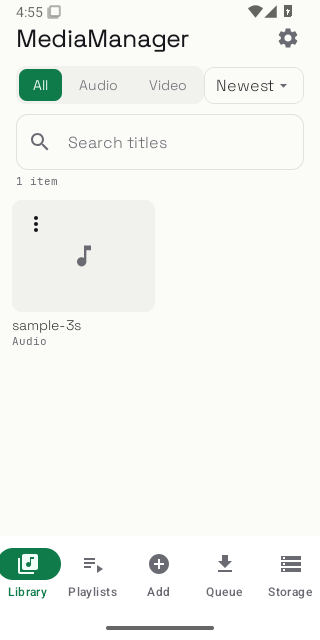 4:55
MediaManager
All Audio Video Newest
Search titles
1 item
sample-3s
Audio
Library Playlists Add Queue Storage